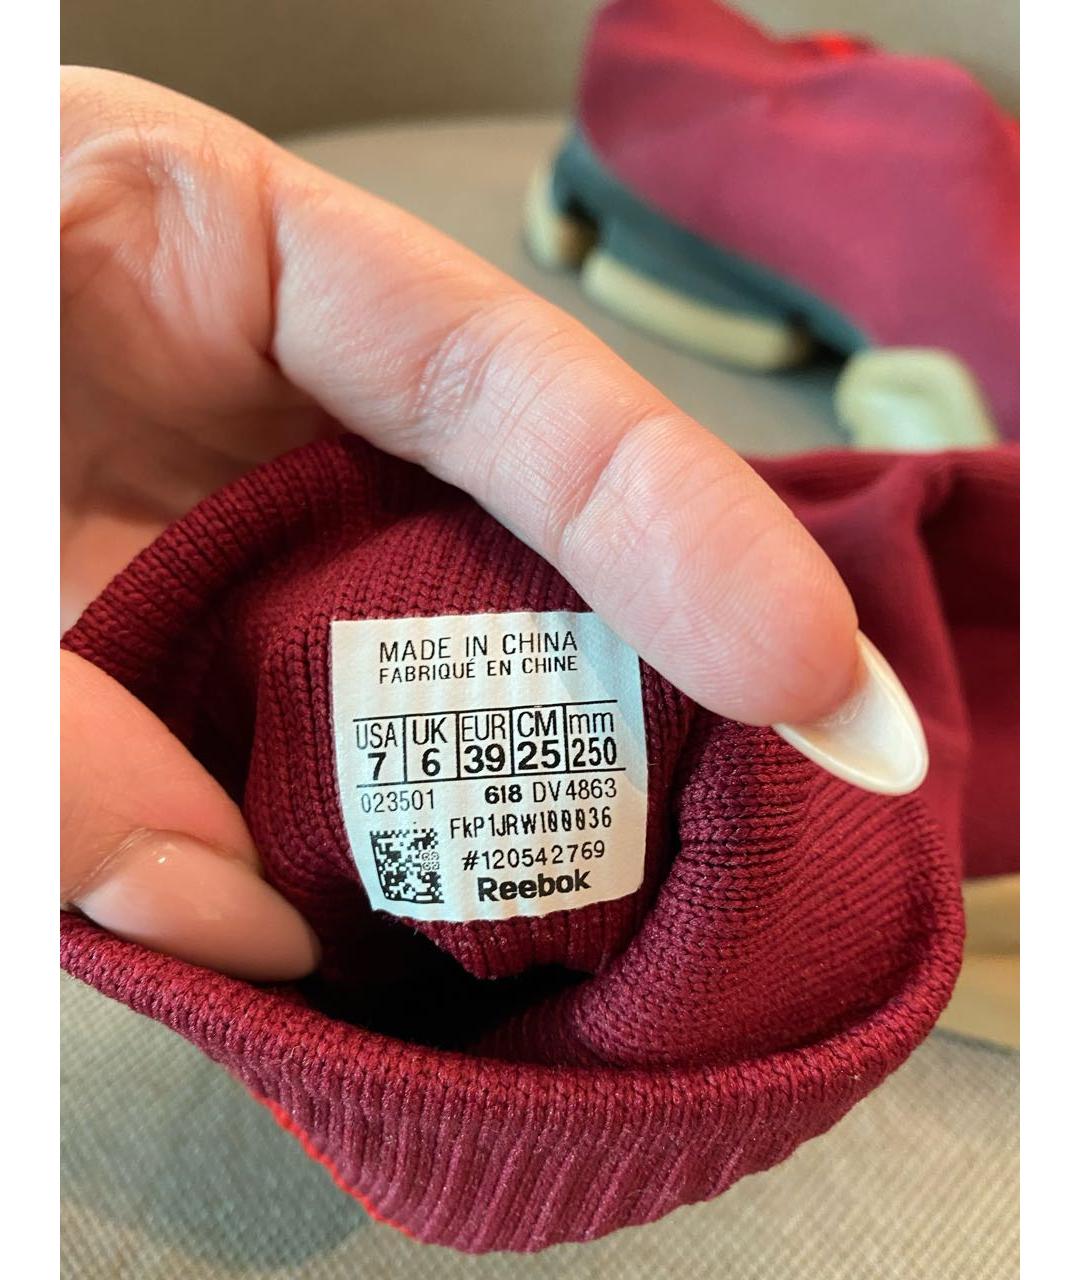 MADE IN CHINA
FABRIQUÉ EN CHINE
USA UK EUR CM mm
7 6 39 25 250
023501 618 DV4863
FkP1JRW100036
#120542769
Reebok